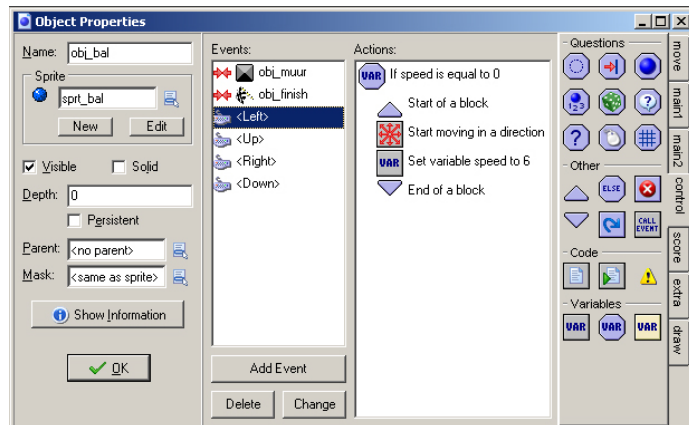 Object Properties
Name: obj_bal
Sprite
sprt_bal
New Edit
Visible Solid
Depth: 0
Persistent
Parent: <no parent>
Mask: <same as sprite>
Show Information
OK
Events:
obj_muur
obj_finish
<Left>
<Up>
<Right>
<Down>
Add Event
Delete Change
Actions:
VAR If speed is equal to 0
Start of a block
Start moving in a direction
VAR Set variable speed to 6
End of a block
Questions
1 2 3 ?
?
Other
ELSE
CALL EVENT
Code
Variables
VAR VAR VAR
move
main1
main2
control
score
extra
draw